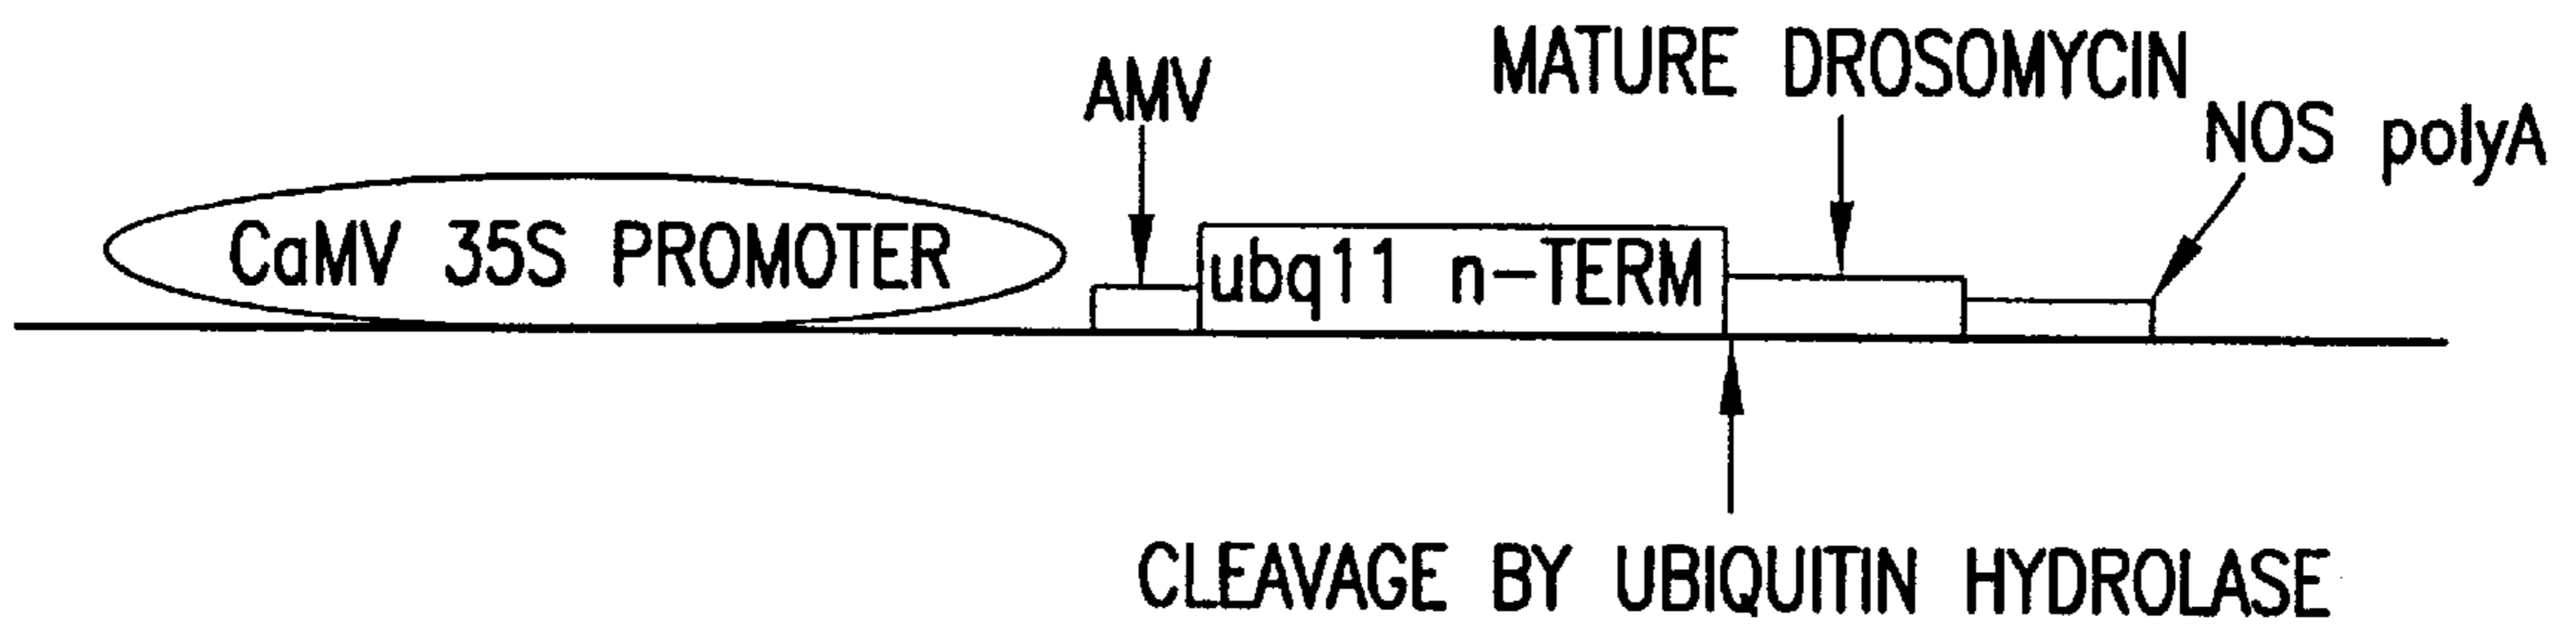 MATURE DROSOMYCIN
AMV
NOS polyA
CaMV 35S PROMOTER
ubq11 n-TERM
CLEAVAGE BY UBIQUITIN HYDROLASE